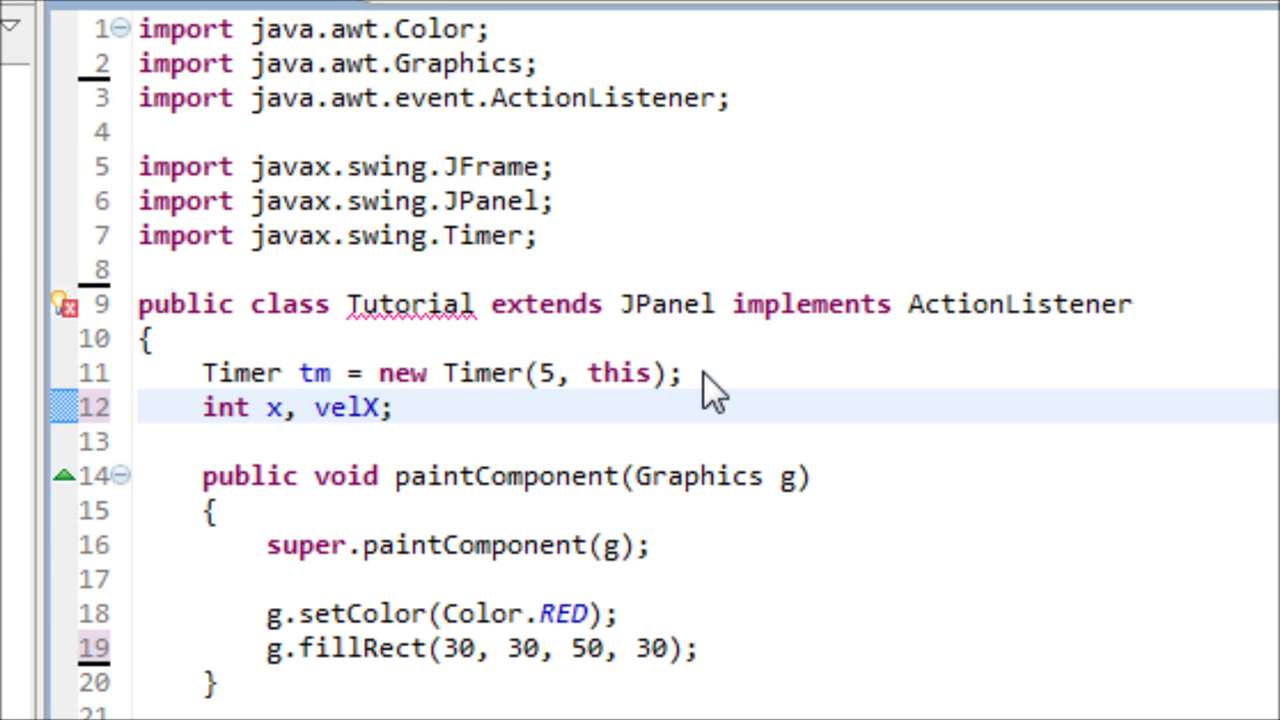 1 import java.awt.Color;
2 import java.awt.Graphics;
3 import java.awt.event.ActionListener;
4
5 import javax.swing.JFrame;
6 import javax.swing.JPanel;
7 import javax.swing.Timer;
8
9 public class Tutorial extends JPanel implements ActionListener
10 {
11     Timer tm = new Timer(5, this);
12     int x, velX;
13
14     public void paintComponent(Graphics g)
15     {
16         super.paintComponent(g);
17
18         g.setColor(Color.RED);
19         g.fillRect(30, 30, 50, 30);
20     }
21